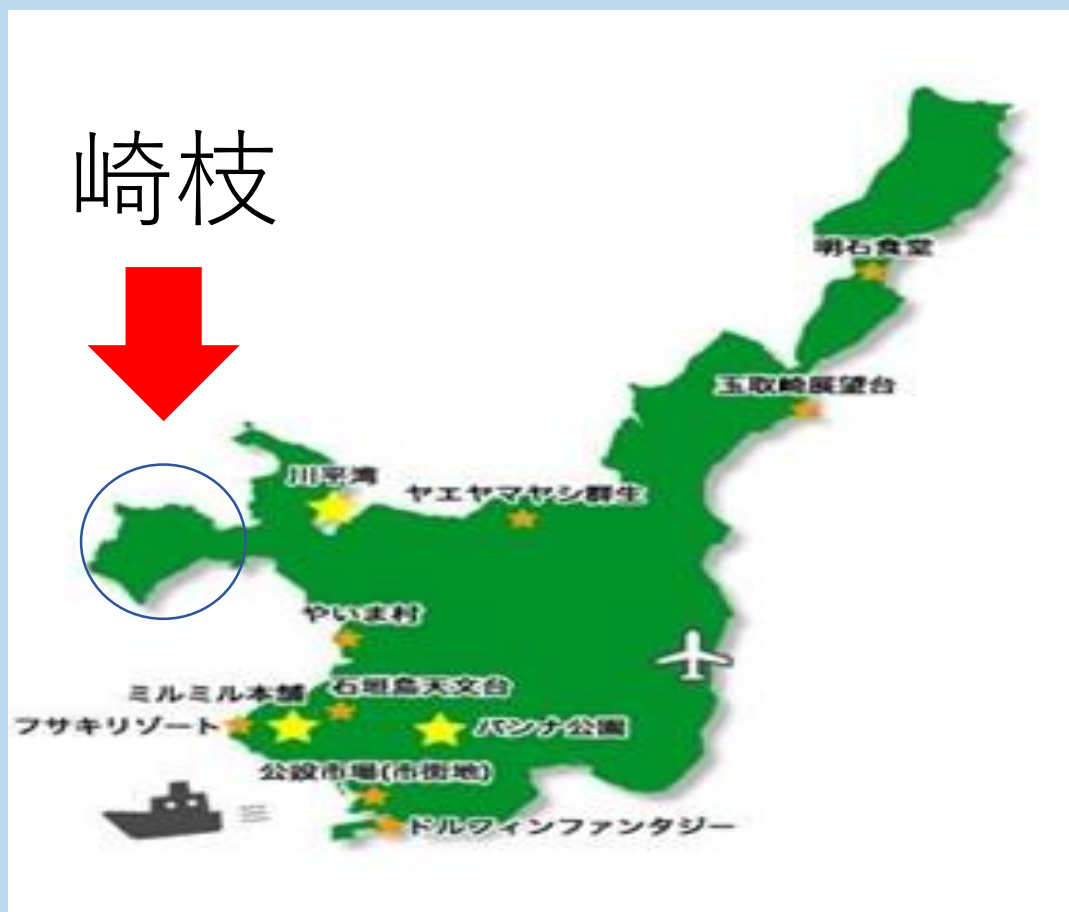 崎枝
明石食堂
玉取崎展望台
川平湾
ヤエヤマヤシ群生
やいま村
石垣島天文台
ミルミル本舗
フサキリゾート
バンナ公園
公設市場(市街地)
ドルフィンファンタジー